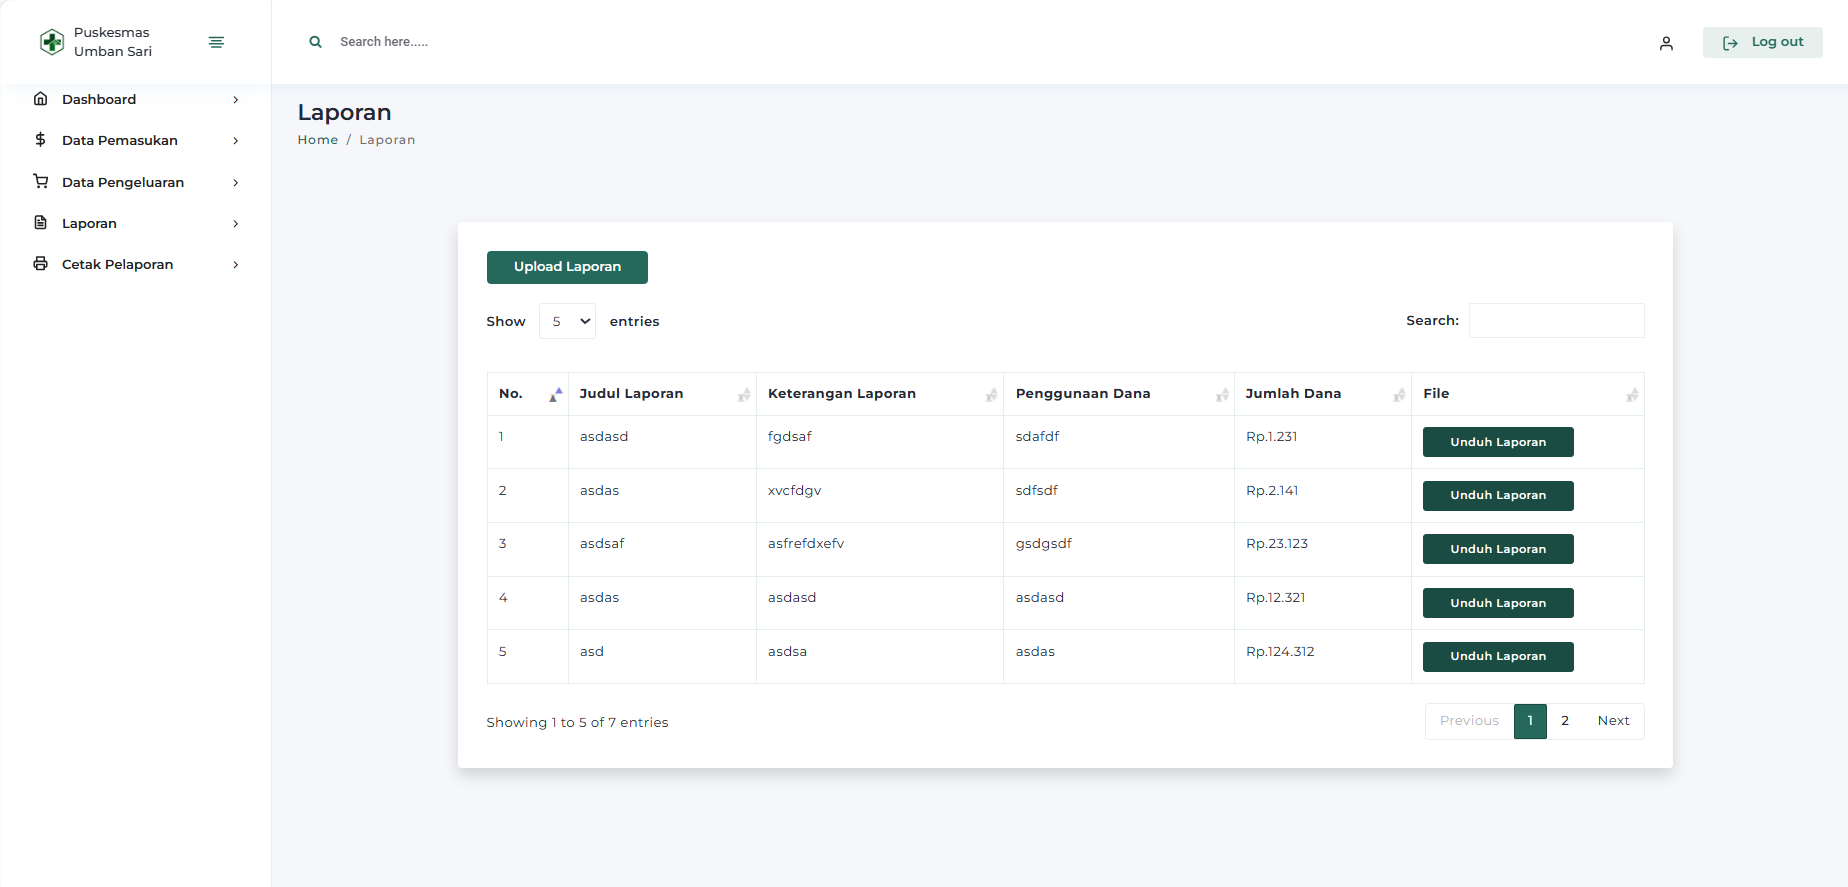 Puskesmas
Umban Sari
Search here.....
Log out
Dashboard
Data Pemasukan
Data Pengeluaran
Laporan
Cetak Pelaporan
Laporan
Home / Laporan
Upload Laporan
Show 5 entries
Search:
No. Judul Laporan Keterangan Laporan Penggunaan Dana Jumlah Dana File
1 asdasd fgdsaf sdafdf Rp.1.231 Unduh Laporan
2 asdas xvcfdgv sdfsdf Rp.2.141 Unduh Laporan
3 asdsaf asfrefdxefv gsdgsdf Rp.23.123 Unduh Laporan
4 asdas asdasd asdasd Rp.12.321 Unduh Laporan
5 asd asdsa asdas Rp.124.312 Unduh Laporan
Showing 1 to 5 of 7 entries
Previous 1 2 Next